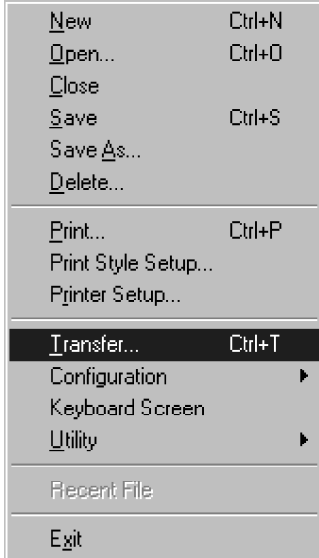 New Ctrl+N
Open... Ctrl+O
Close
Save Ctrl+S
Save As...
Delete...
Print... Ctrl+P
Print Style Setup...
Printer Setup...
Transfer... Ctrl+T
Configuration
Keyboard Screen
Utility
Recent File
Exit